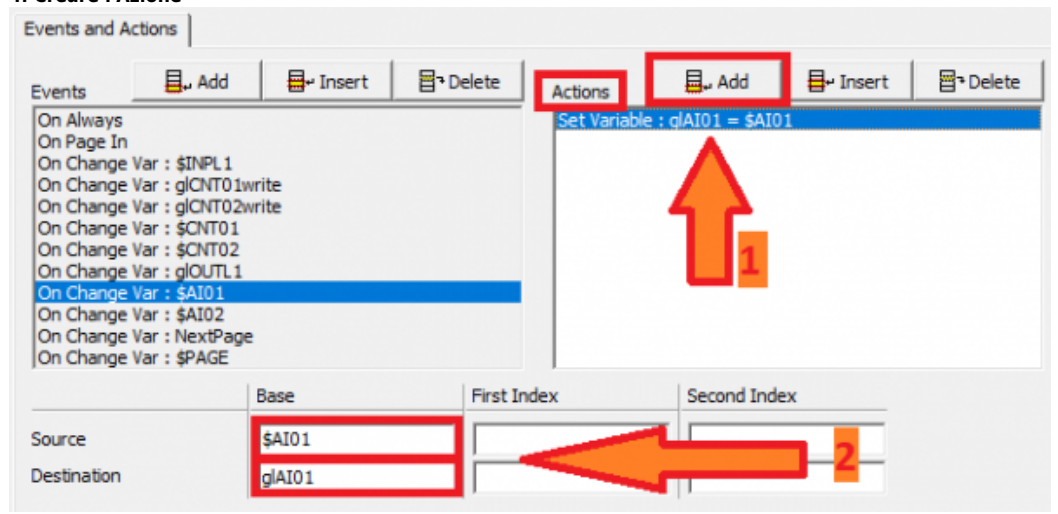 Events and Actions
Events Add Insert Delete Actions Add Insert Delete
On Always
On Page In
On Change Var : $INPL1
On Change Var : glCNT01write
On Change Var : glCNT02write
On Change Var : $CNT01
On Change Var : $CNT02
On Change Var : glOUTL1
On Change Var : $AI01
On Change Var : $AI02
On Change Var : NextPage
On Change Var : $PAGE
Set Variable : glAI01 = $AI01
1
Base First Index Second Index
Source $AI01
Destination glAI01
2